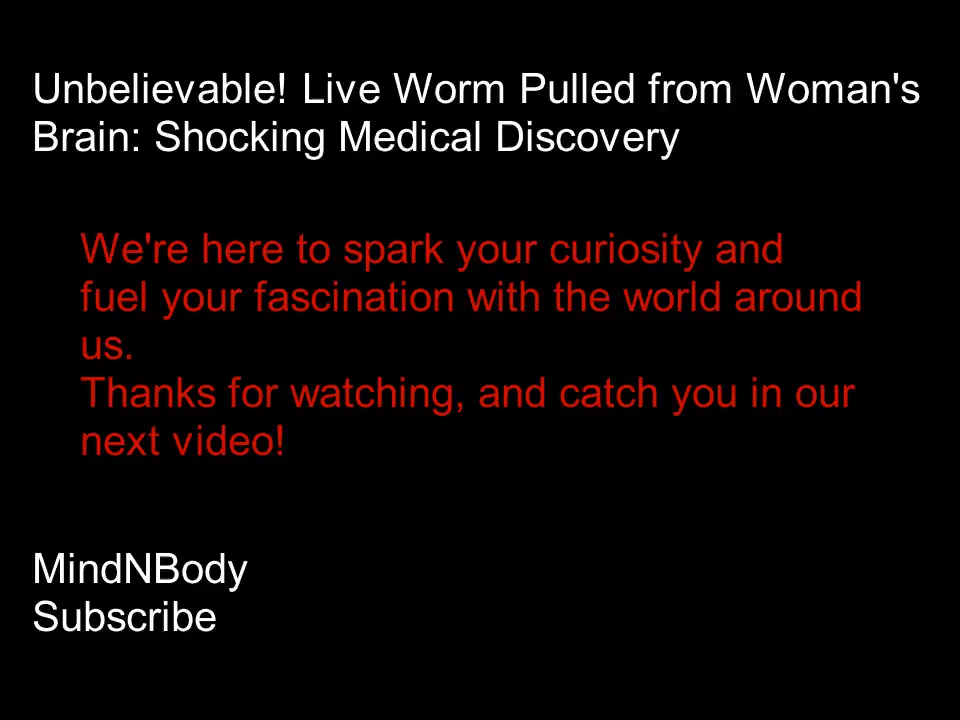 Unbelievable! Live Worm Pulled from Woman's
Brain: Shocking Medical Discovery
We're here to spark your curiosity and
fuel your fascination with the world around
us.
Thanks for watching, and catch you in our
next video!
MindNBody
Subscribe